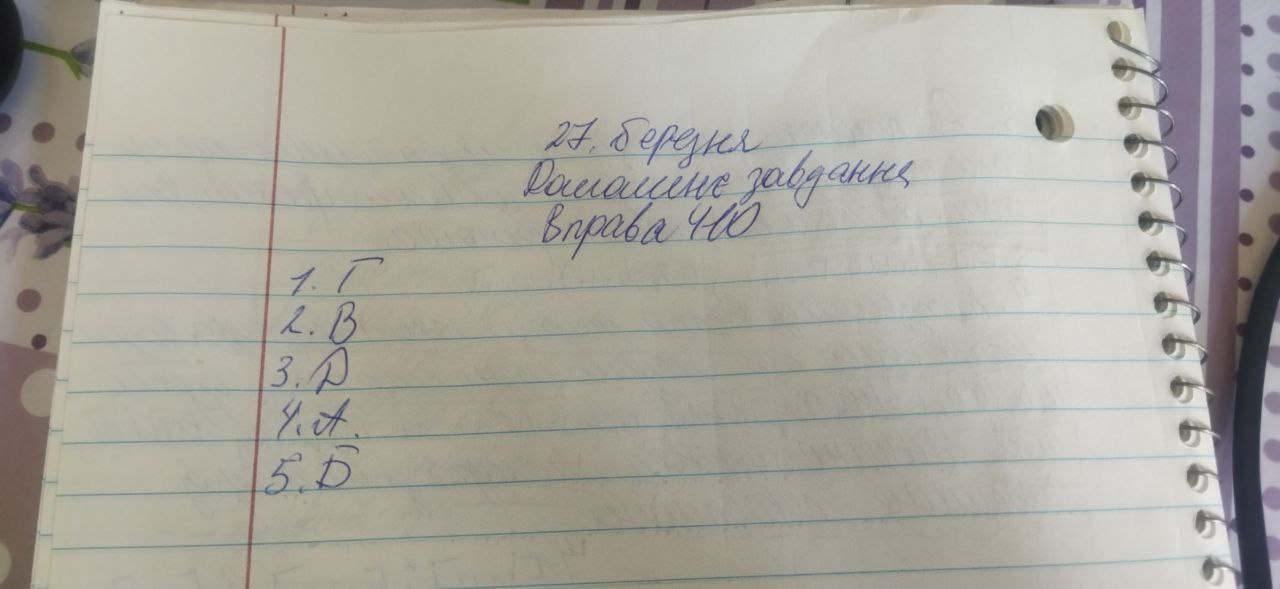 27. березня
Домашнє завдання
Вправа 410
1. Г
2. В
3. Д
4. А.
5. Б